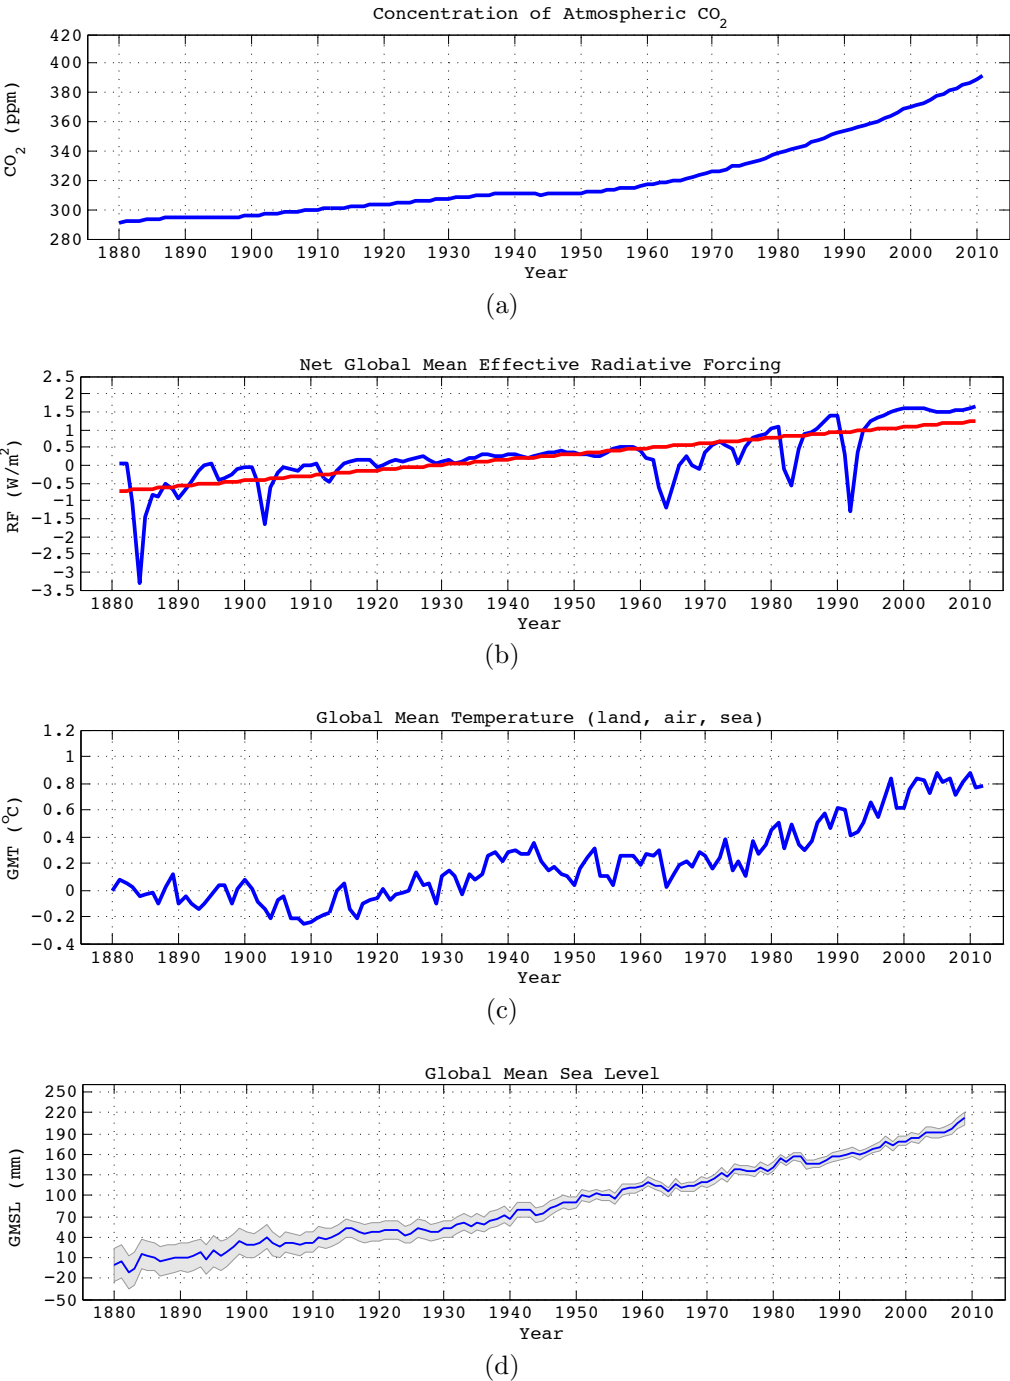 Concentration of Atmospheric CO2
420
400
380
360
340
320
300
280
CO2 (ppm)
1880 1890 1900 1910 1920 1930 1940 1950 1960 1970 1980 1990 2000 2010
Year
(a)
Net Global Mean Effective Radiative Forcing
2.5
2
1.5
1
0.5
0
−0.5
−1
−1.5
−2
−2.5
−3
−3.5
RF (W/m2)
1880 1890 1900 1910 1920 1930 1940 1950 1960 1970 1980 1990 2000 2010
Year
(b)
Global Mean Temperature (land, air, sea)
1.2
1
0.8
0.6
0.4
0.2
0
−0.2
−0.4
GMT (oC)
1880 1890 1900 1910 1920 1930 1940 1950 1960 1970 1980 1990 2000 2010
Year
(c)
Global Mean Sea Level
250
220
190
160
130
100
70
40
10
−20
−50
GMSL (mm)
1880 1890 1900 1910 1920 1930 1940 1950 1960 1970 1980 1990 2000 2010
Year
(d)